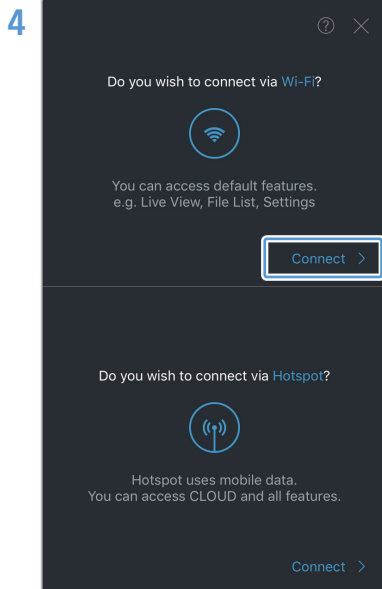 4
Do you wish to connect via Wi-Fi?
You can access default features.
e.g. Live View, File List, Settings
Connect >
Do you wish to connect via Hotspot?
Hotspot uses mobile data.
You can access CLOUD and all features.
Connect >